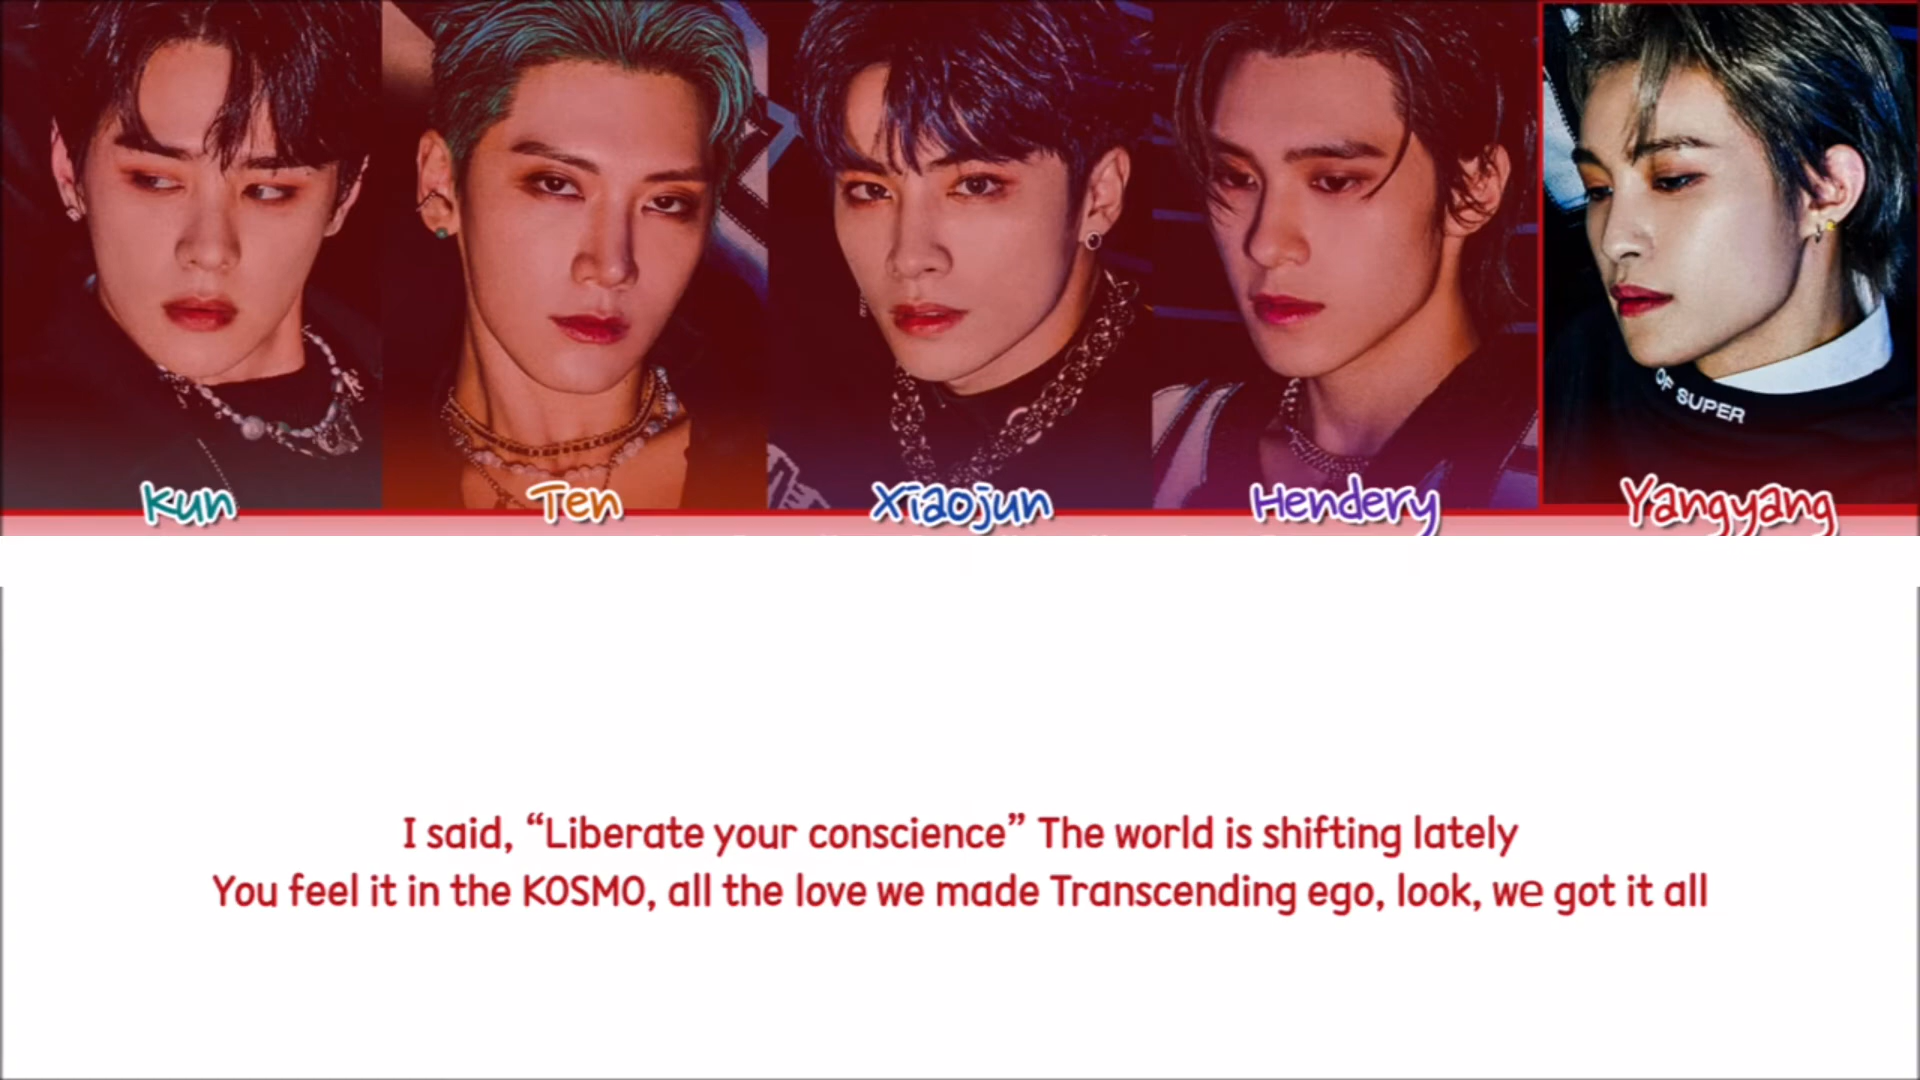 OF SUPER
Kun Ten Xiaojun Hendery Yangyang
I said, “Liberate your conscience” The world is shifting lately
You feel it in the KOSMO, all the love we made Transcending ego, look, we got it all